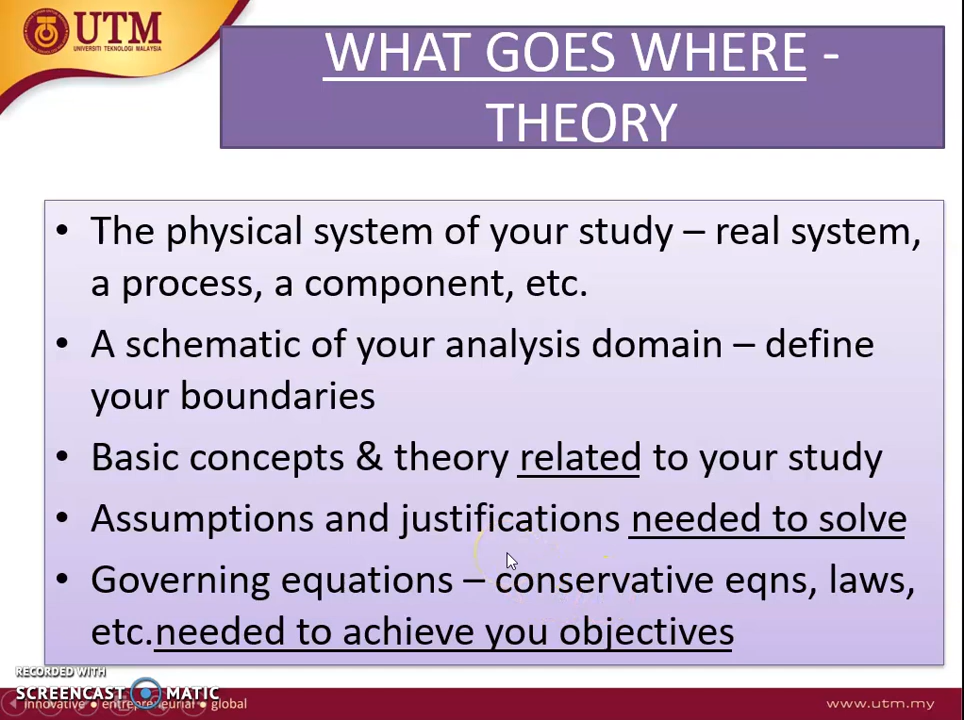 UTM
UNIVERSITI TEKNOLOGI MALAYSIA
WHAT GOES WHERE -
THEORY
• The physical system of your study – real system,
a process, a component, etc.
• A schematic of your analysis domain – define
your boundaries
• Basic concepts & theory related to your study
• Assumptions and justifications needed to solve
• Governing equations – conservative eqns, laws,
etc.needed to achieve you objectives
RECORDED WITH
SCREENCAST MATIC
innovative ● entrepreneurial ● global
www.utm.my